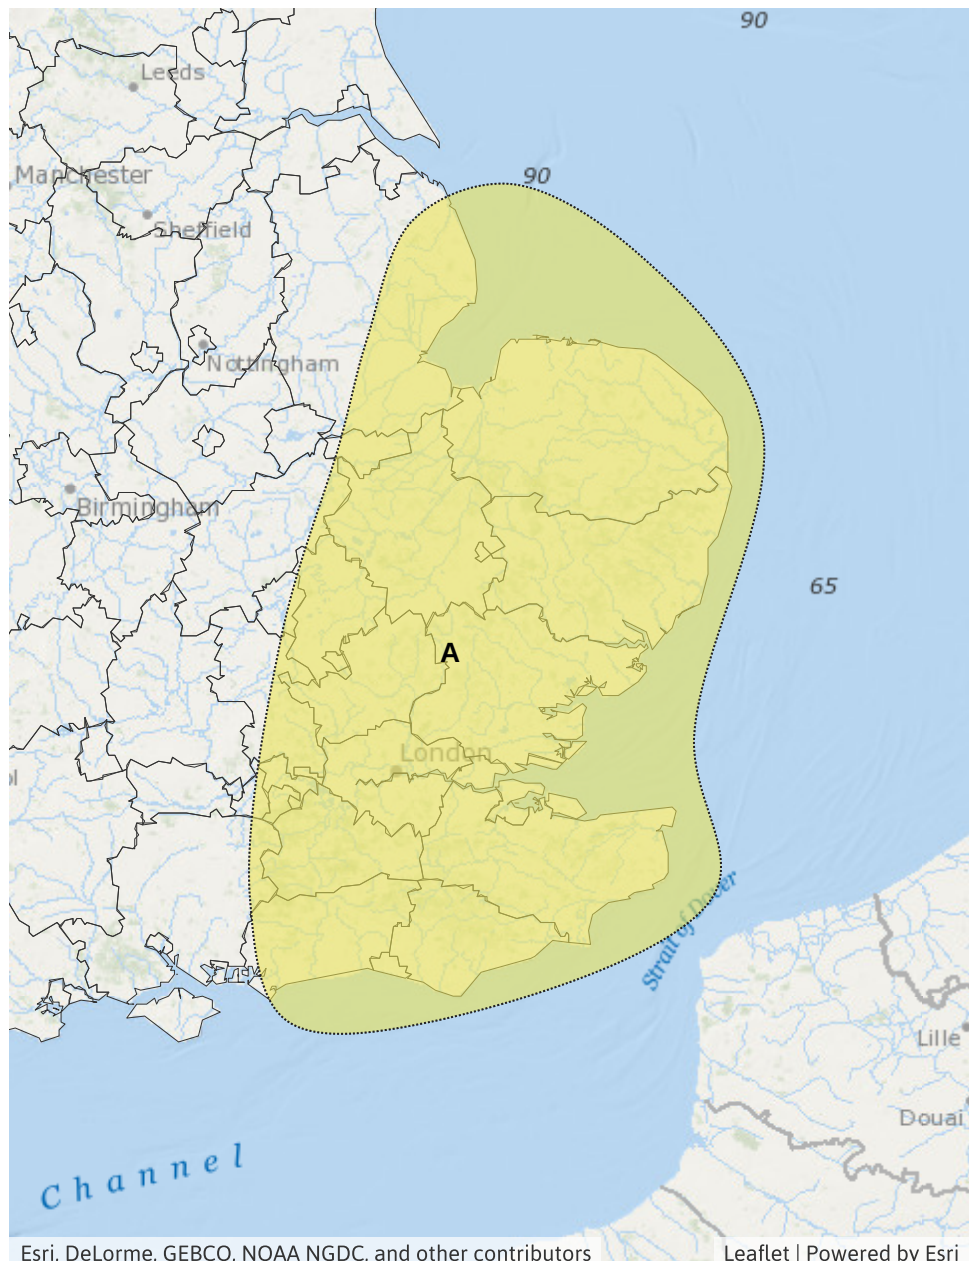 90
Leeds
90
Manchester
Sheffield
Nottingham
Birmingham
65
A
London
ol
Strait of Dover
Lille
Douai
Channel
Esri, DeLorme, GEBCO, NOAA NGDC, and other contributors
Leaflet | Powered by Esri